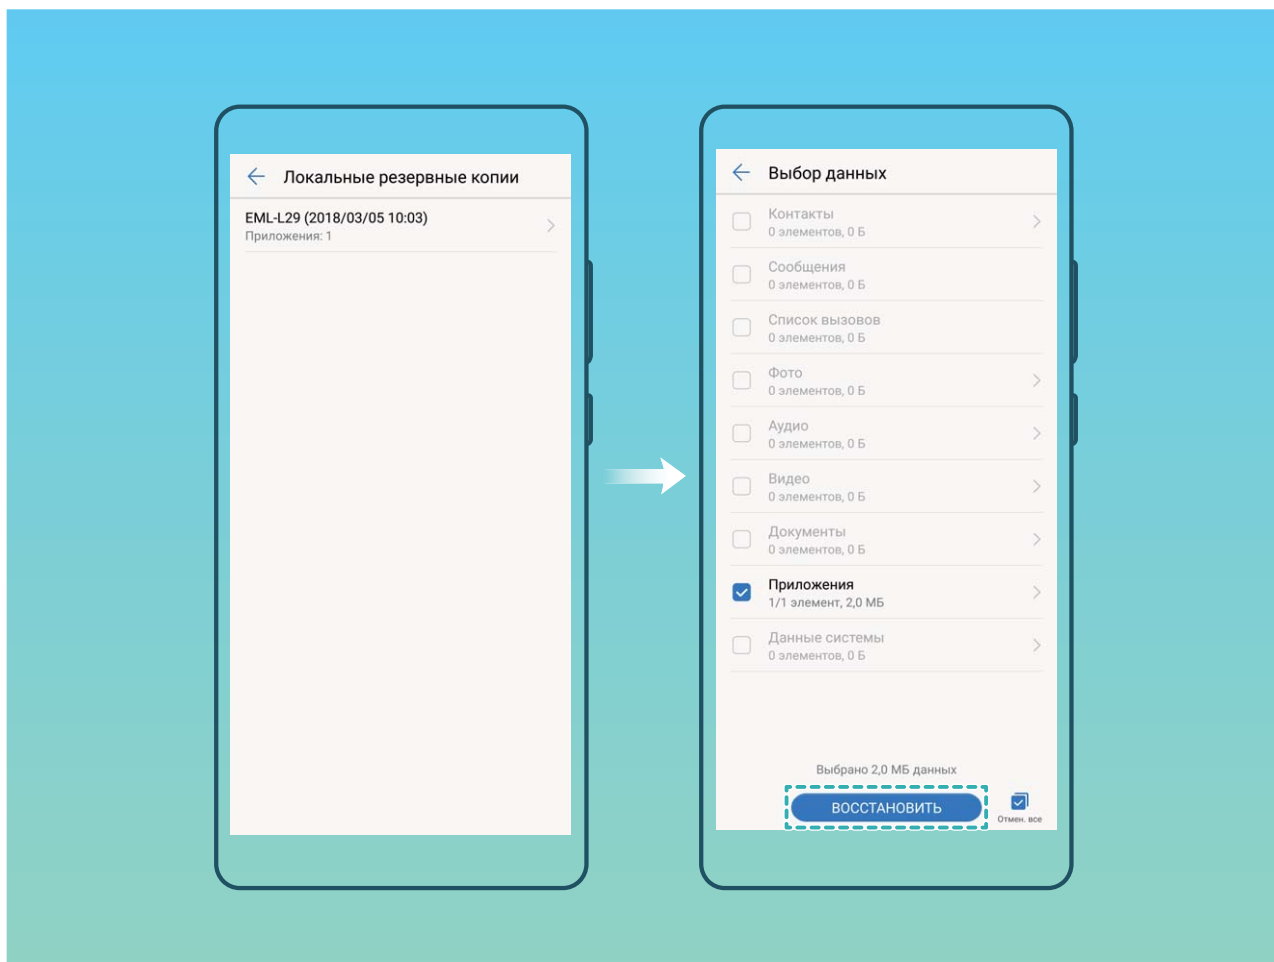 Локальные резервные копии
EML-L29 (2018/03/05 10:03)
Приложения: 1
Выбор данных
Контакты
0 элементов, 0 Б
Сообщения
0 элементов, 0 Б
Список вызовов
0 элементов, 0 Б
Фото
0 элементов, 0 Б
Аудио
0 элементов, 0 Б
Видео
0 элементов, 0 Б
Документы
0 элементов, 0 Б
Приложения
1/1 элемент, 2,0 МБ
Данные системы
0 элементов, 0 Б
Выбрано 2,0 МБ данных
ВОССТАНОВИТЬ
Отмен. все